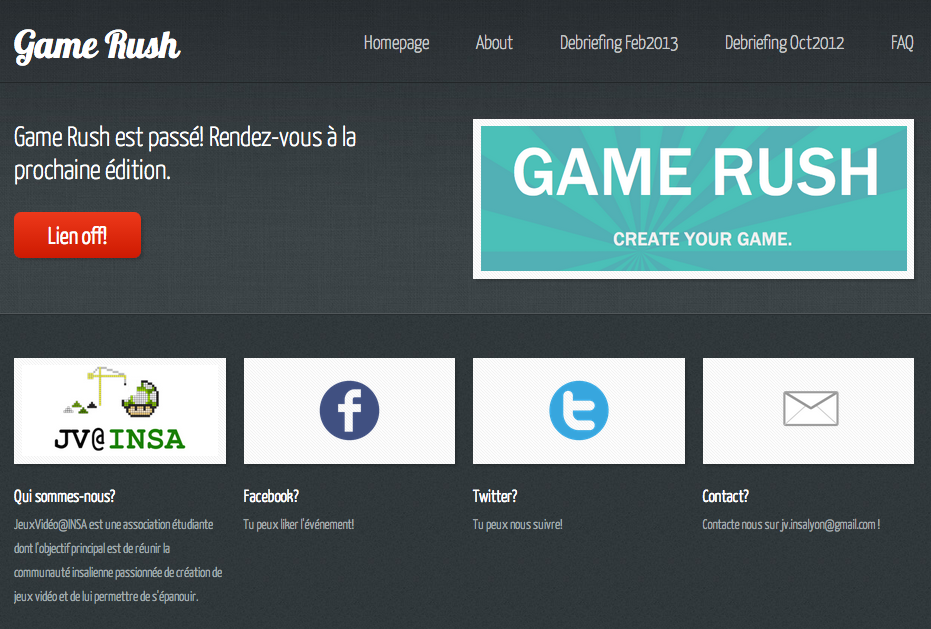 Game Rush
Homepage
About
Debriefing Feb2013
Debriefing Oct2012
FAQ
Game Rush est passé! Rendez-vous à la
prochaine édition.
Lien off!
GAME RUSH
CREATE YOUR GAME.
JV@INSA
Qui sommes-nous?
JeuxVidéo@INSA est une association étudiante
dont l'objectif principal est de réunir la
communauté insalienne passionnée de création de
jeux vidéo et de lui permettre de s'épanouir.
Facebook?
Tu peux liker l'événement!
Twitter?
Tu peux nous suivre!
Contact?
Contacte nous sur jv.insalyon@gmail.com !